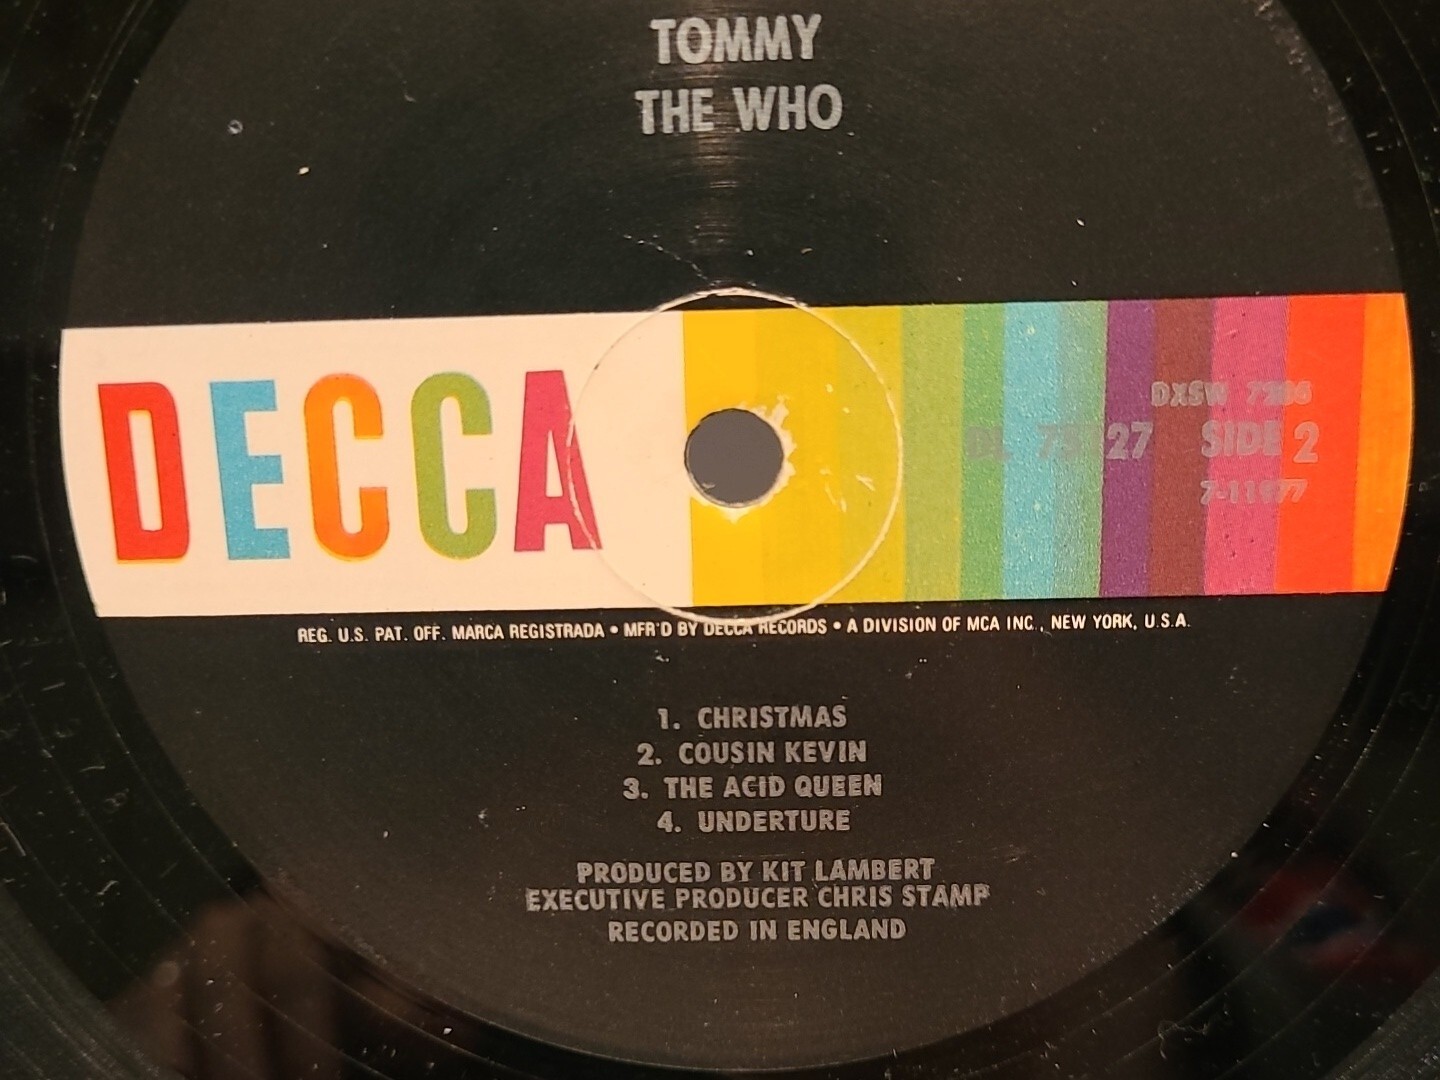 TOMMY
THE WHO
DECCA
DXSW 7205
DL 75 27 SIDE 2
7-11977
REG. U.S. PAT. OFF. MARCA REGISTRADA • MFR'D BY DECCA RECORDS • A DIVISION OF MCA INC., NEW YORK, U.S.A.
1. CHRISTMAS
2. COUSIN KEVIN
3. THE ACID QUEEN
4. UNDERTURE
PRODUCED BY KIT LAMBERT
EXECUTIVE PRODUCER CHRIS STAMP
RECORDED IN ENGLAND